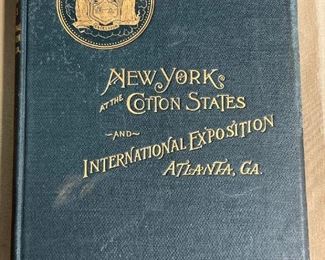 New York
at the Cotton States
and
International Exposition
Atlanta, Ga.